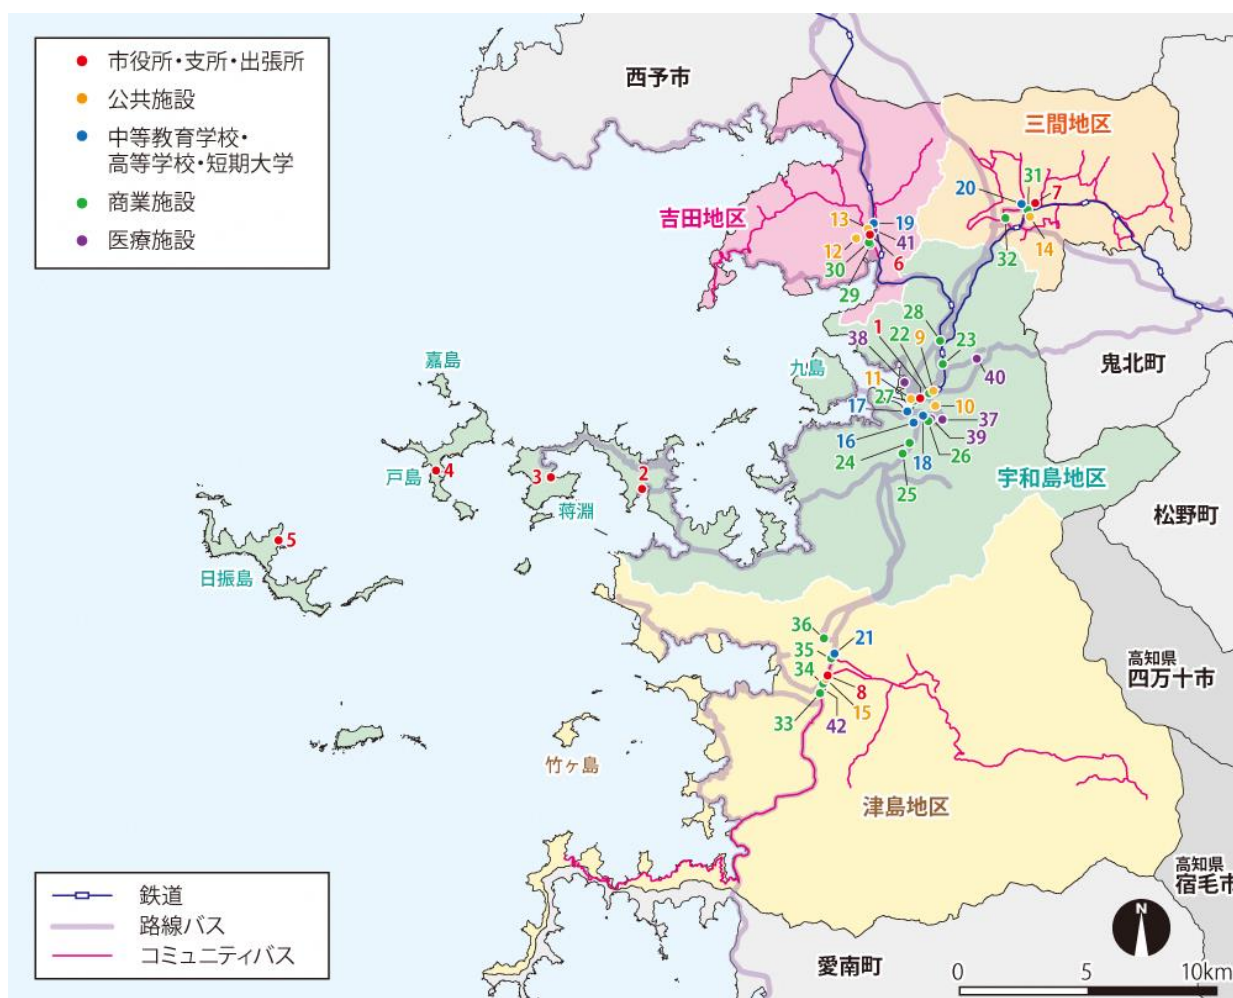 市役所・支所・出張所
公共施設
中等教育学校・
高等学校・短期大学
商業施設
医療施設
西予市
三間地区
20
31
7
吉田地区
13
19
12
41
30
6
32
14
29
28
1
22
9
23
38
嘉島
九島
40
鬼北町
11
27
17
10
37
16
39
戸島
4
3
2
24
18
26
25
宇和島地区
蒋淵
松野町
5
日振島
36
21
35
34
高知県
四万十市
8
33
42
15
竹ヶ島
津島地区
高知県
宿毛市
鉄道
路線バス
コミュニティバス
愛南町
N
0
5
10km